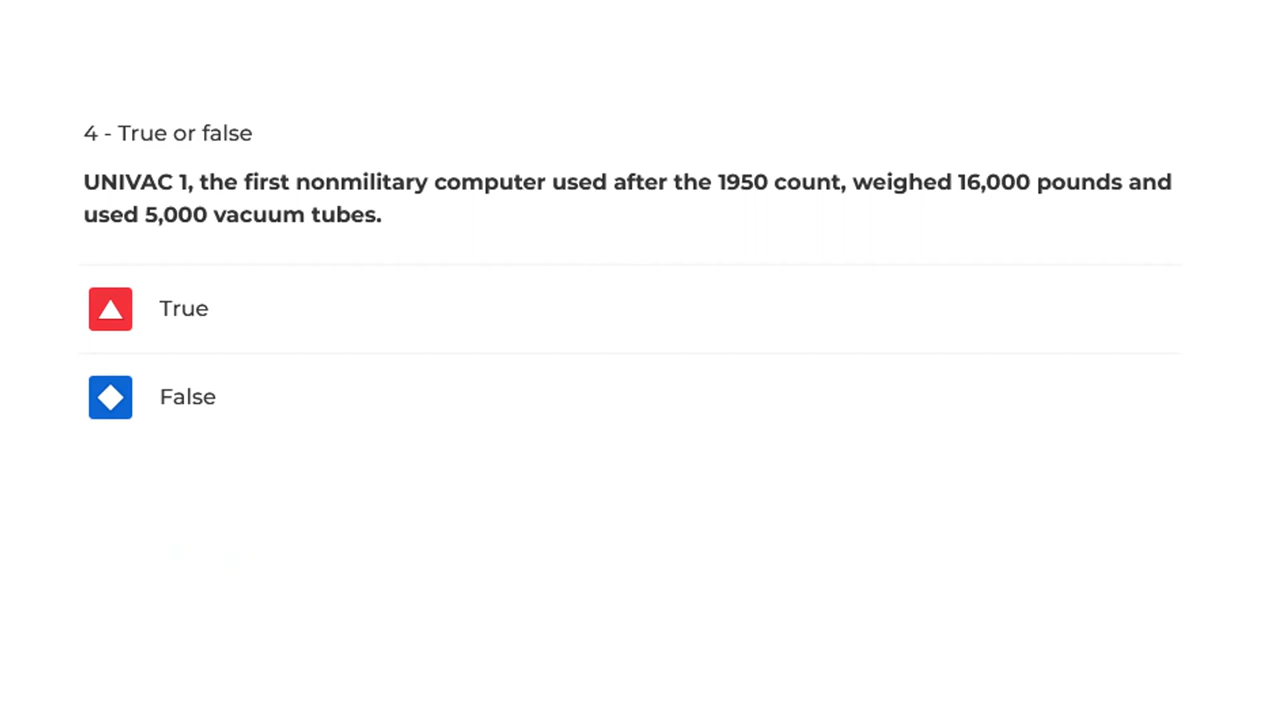 4 - True or false
UNIVAC 1, the first nonmilitary computer used after the 1950 count, weighed 16,000 pounds and
used 5,000 vacuum tubes.
True
False